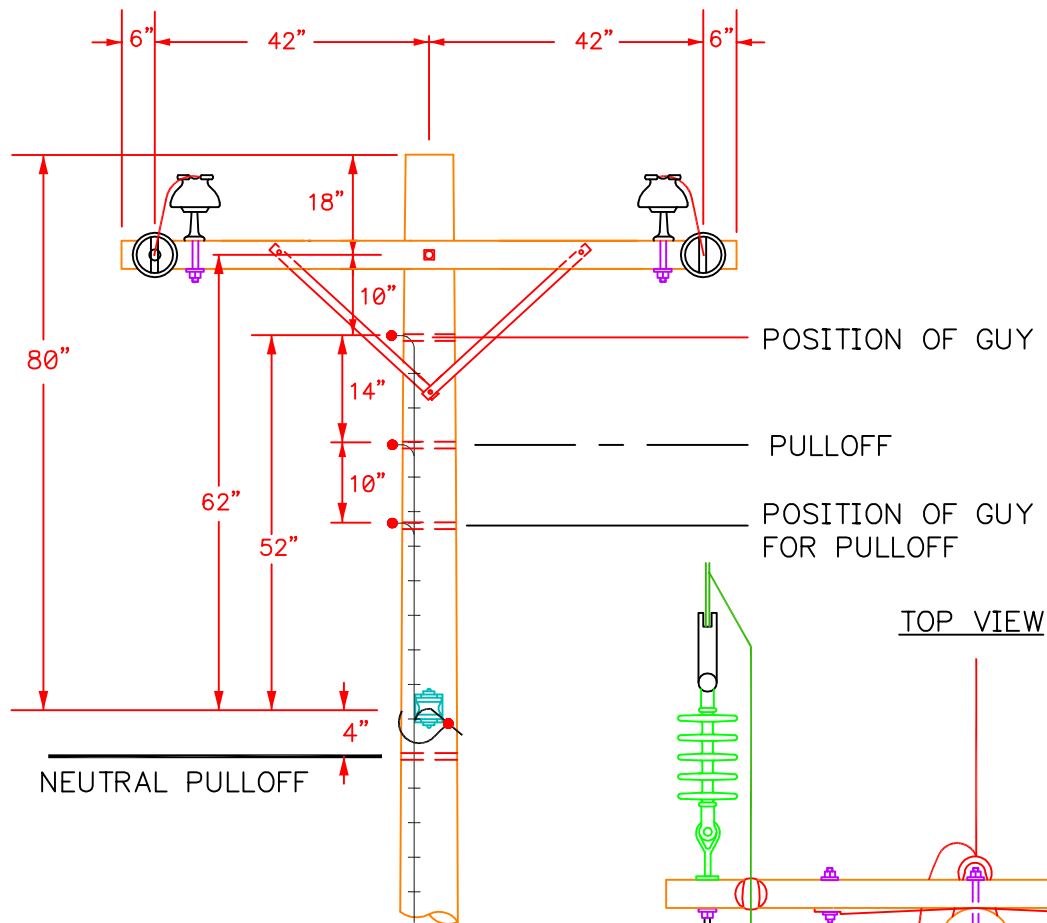 6” 42” 42” 6”
18”
10”
80”
POSITION OF GUY
14”
PULLOFF
10”
62”
POSITION OF GUY
FOR PULLOFF
52”
TOP VIEW
4”
NEUTRAL PULLOFF